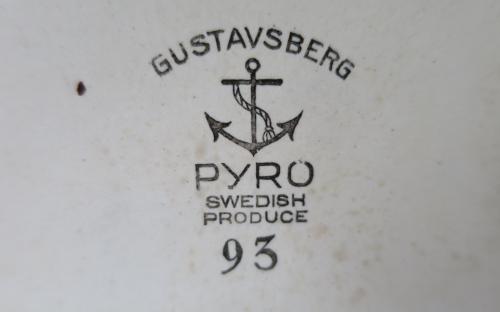 GUSTAVSBERG
PYRO
SWEDISH
PRODUCE
93